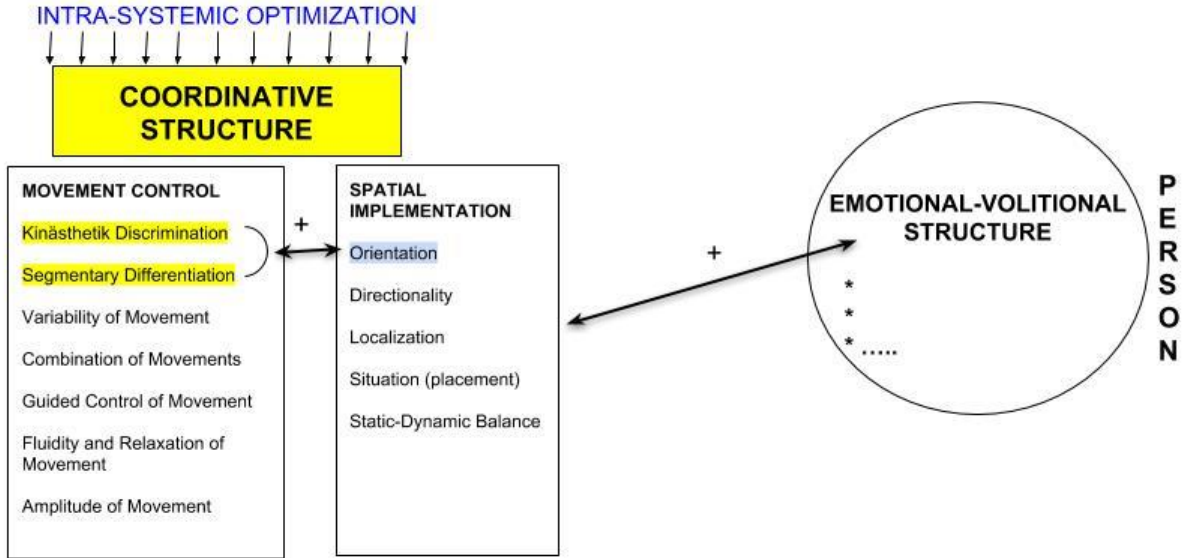 INTRA-SYSTEMIC OPTIMIZATION
COORDINATIVE
STRUCTURE
MOVEMENT CONTROL
Kinästhetik Discrimination
Segmentary Differentiation
Variability of Movement
Combination of Movements
Guided Control of Movement
Fluidity and Relaxation of
Movement
Amplitude of Movement
+
SPATIAL
IMPLEMENTATION
Orientation
Directionality
Localization
Situation (placement)
Static-Dynamic Balance
+
EMOTIONAL-VOLITIONAL
STRUCTURE
*
*
* .....
PERSON